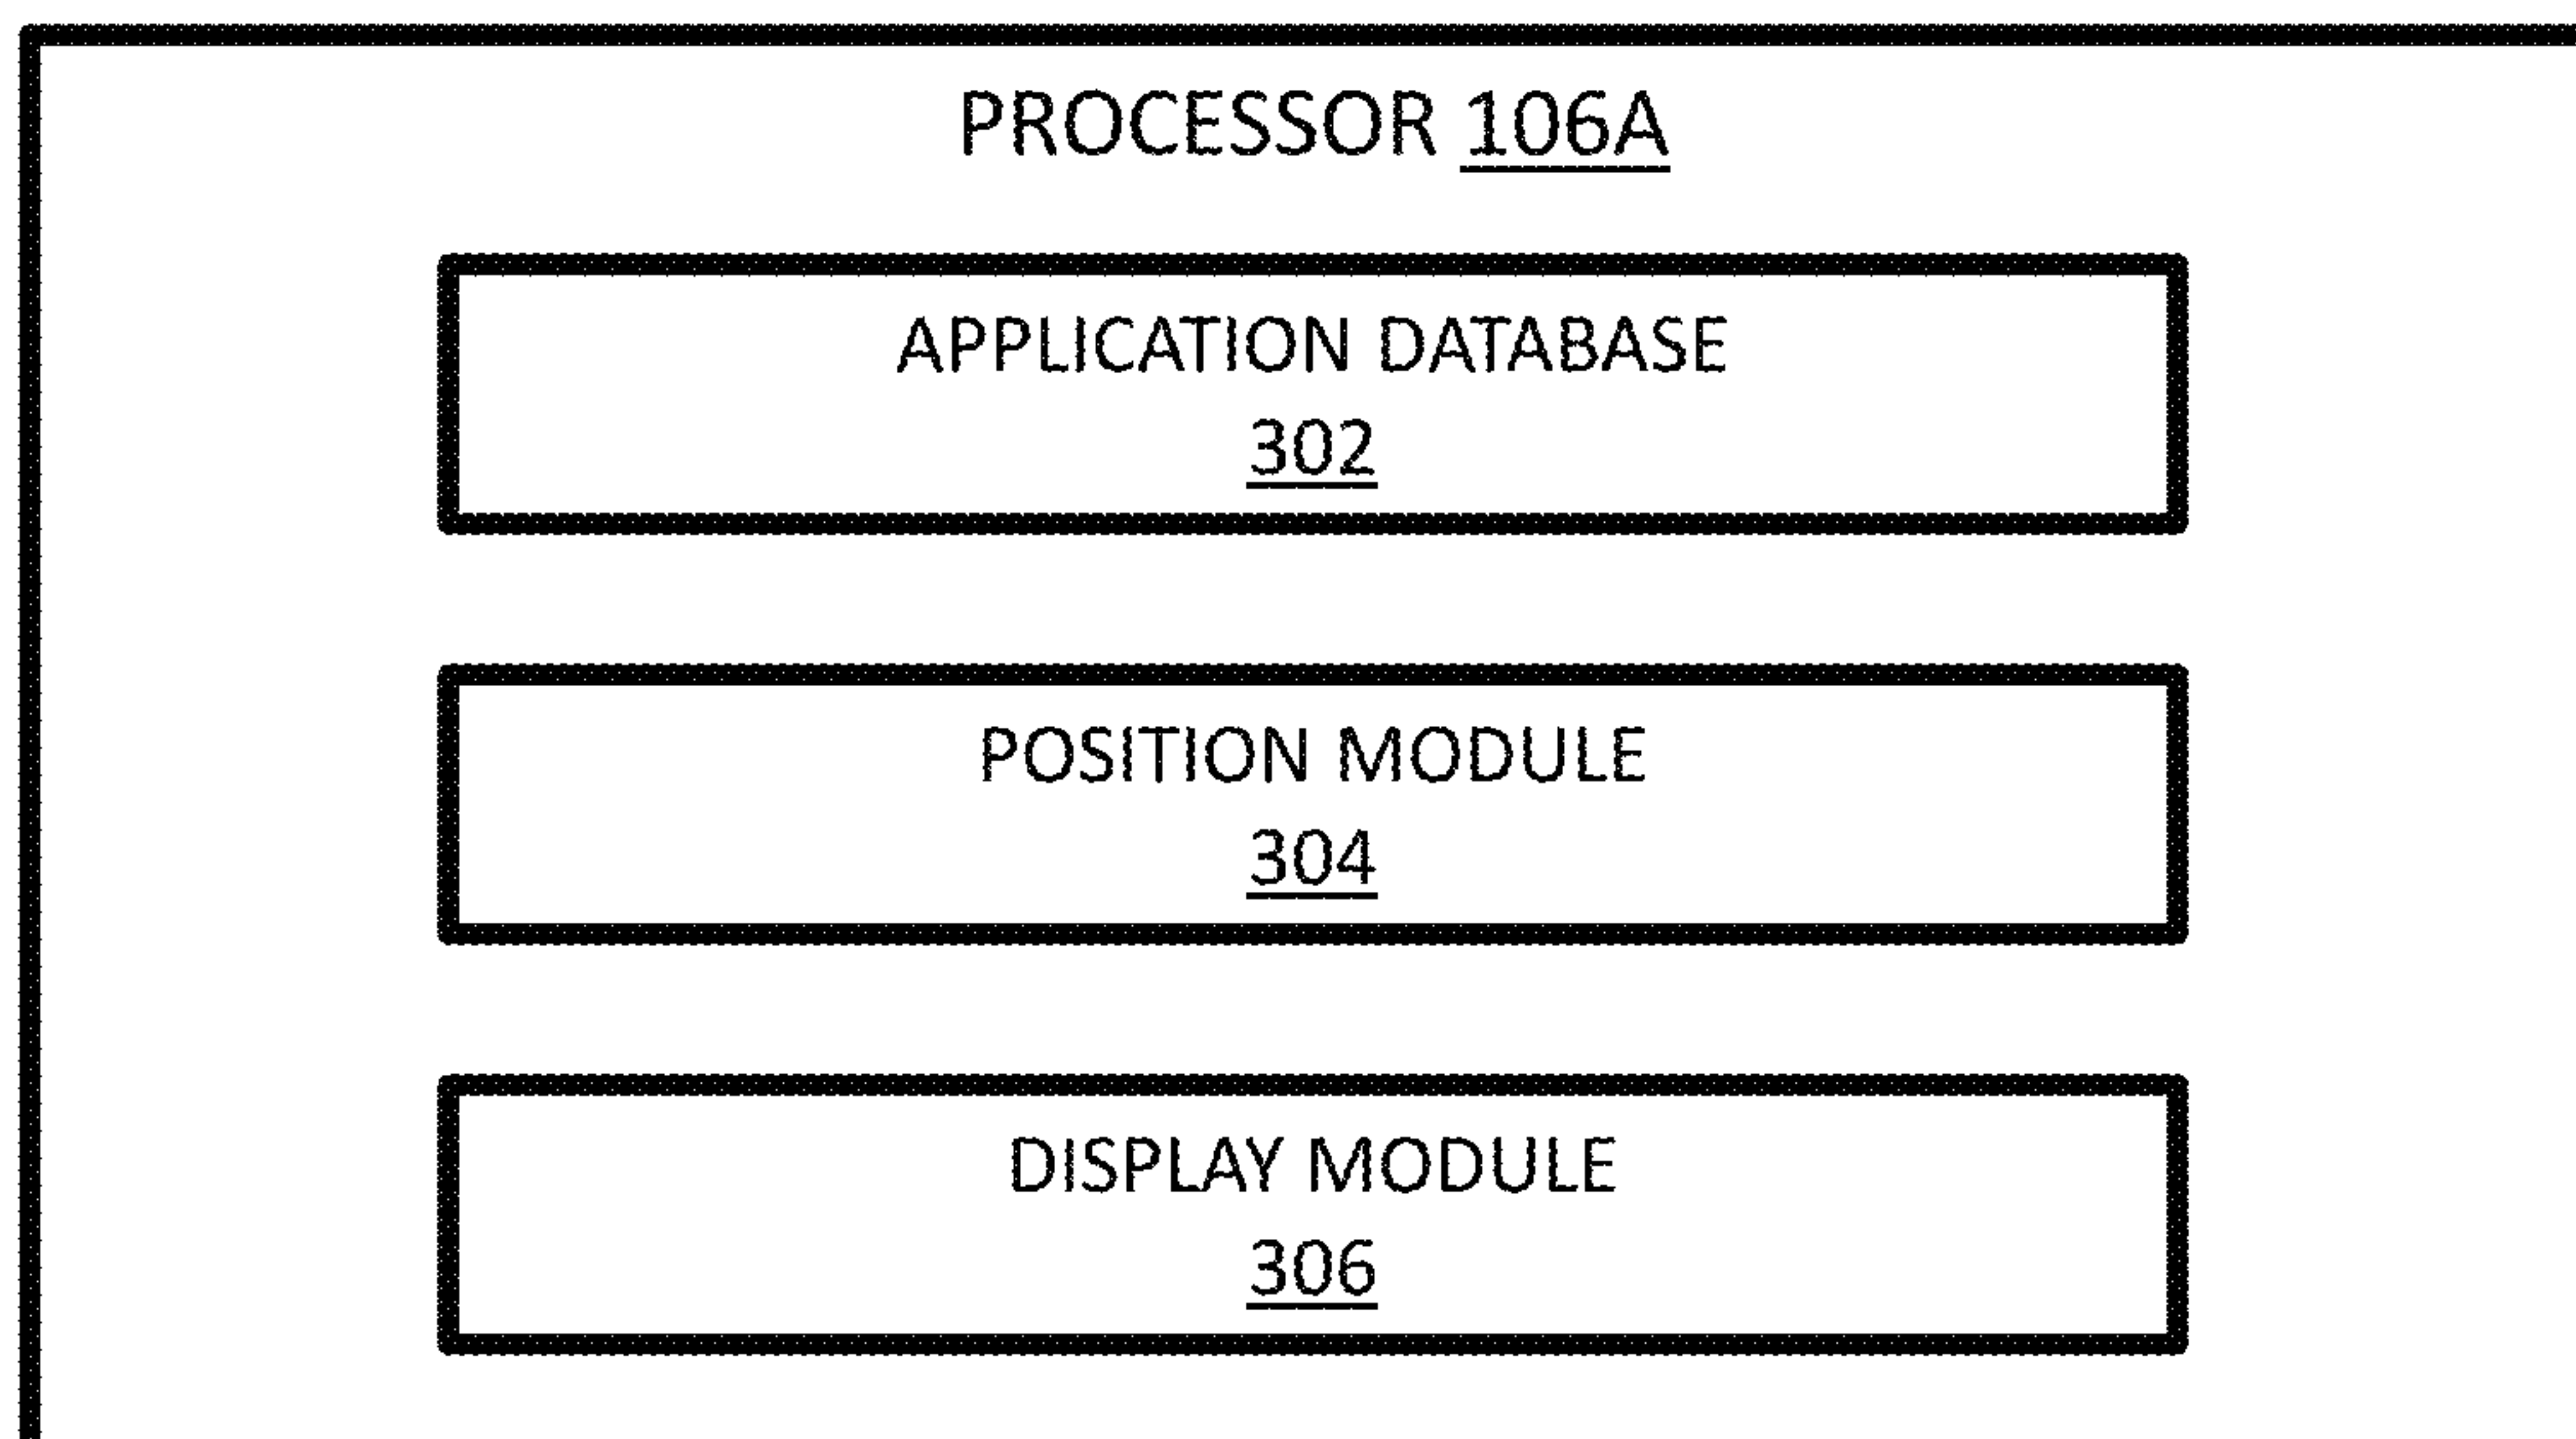 PROCESSOR 106A
APPLICATION DATABASE
302
POSITION MODULE
304
DISPLAY MODULE
306